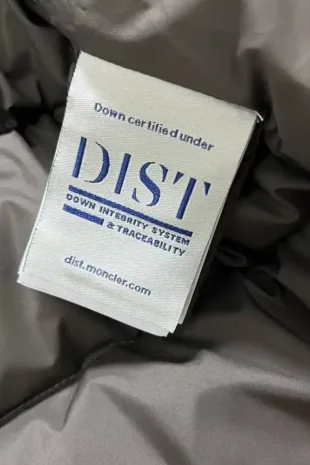 Down certified under
DIST
DOWN INTEGRITY SYSTEM
& TRACEABILITY
dist.moncler.com